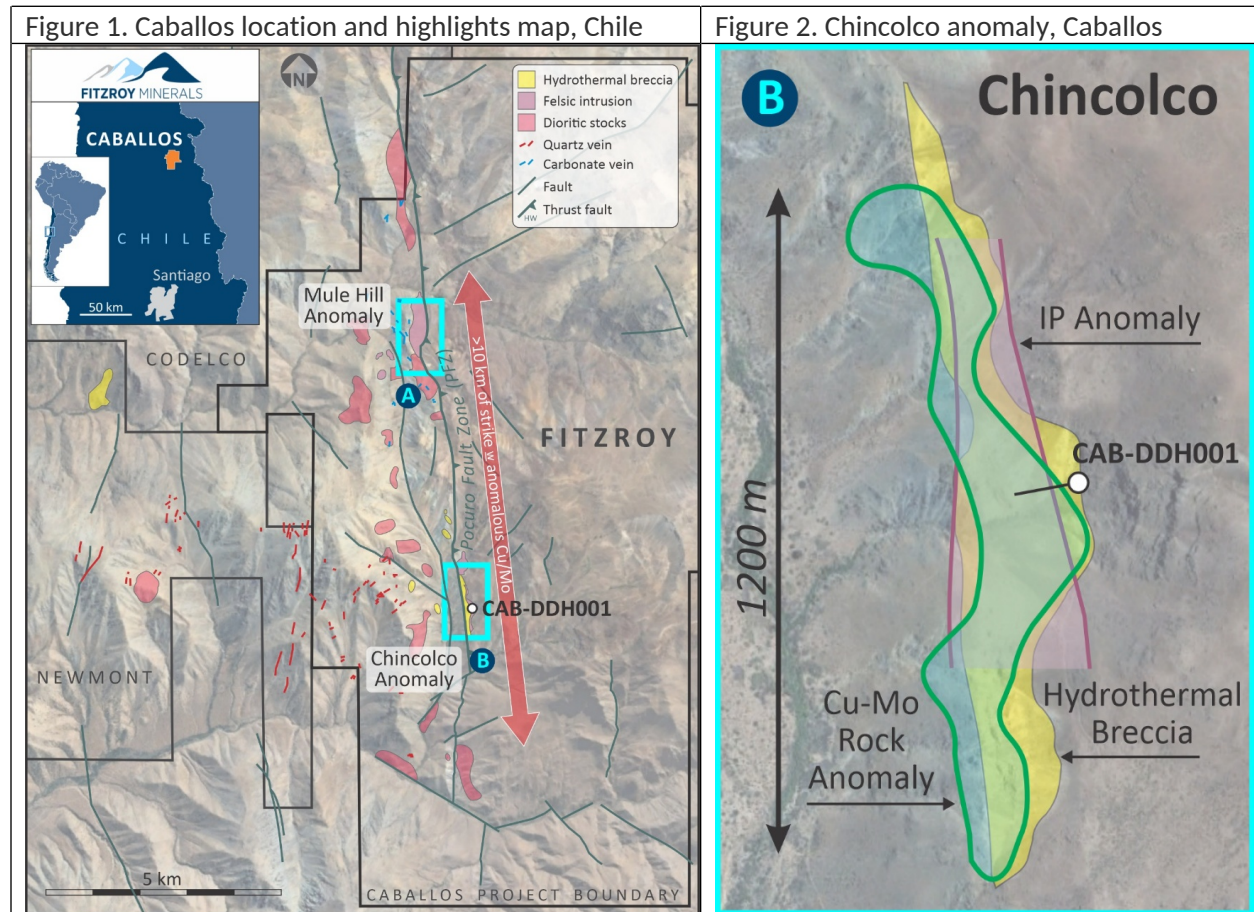 Figure 1. Caballos location and highlights map, Chile
FITZROY MINERALS
CABALLOS
CHILE
Santiago
50 km
N
Hydrothermal breccia
Felsic intrusion
Dioritic stocks
Quartz vein
Carbonate vein
Fault
HW Thrust fault
Mule Hill
Anomaly
CODELCO
A
Pocuro Fault Zone (PFZ)
>10 km of strike w anomalous Cu/Mo
FITZROY
CAB-DDH001
Chincolco
Anomaly
B
NEWMONT
5 km
CABALLOS PROJECT BOUNDARY
Figure 2. Chincolco anomaly, Caballos
B
Chincolco
IP Anomaly
CAB-DDH001
1200 m
Cu-Mo
Rock
Anomaly
Hydrothermal
Breccia